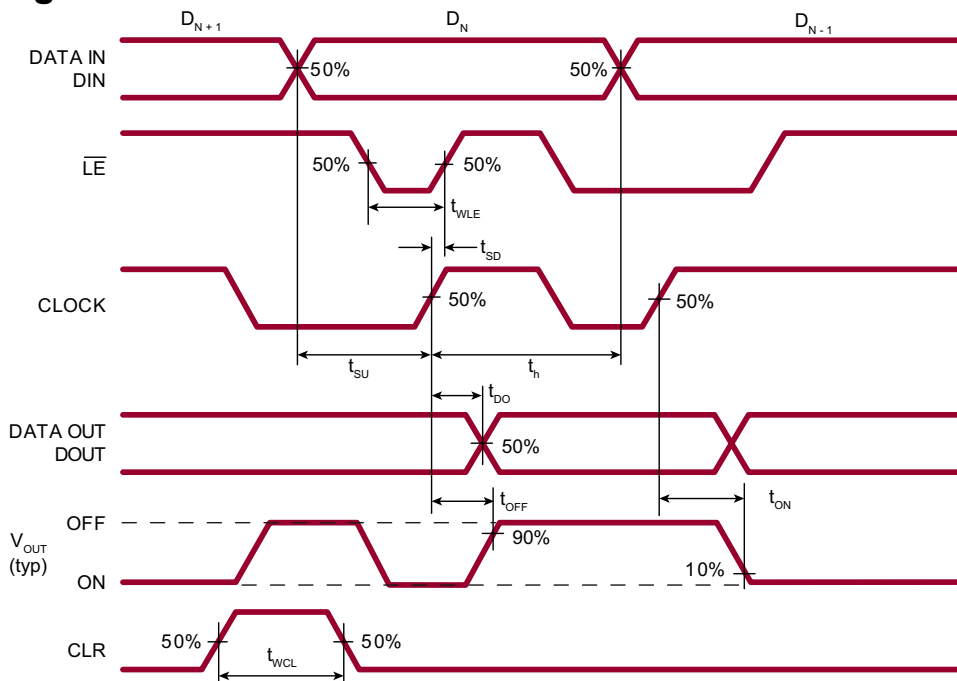 D_N+1 D_N D_N-1
DATA IN
DIN
50% 50%
LE
50% 50%
t_WLE
t_SD
CLOCK
50% 50%
t_SU t_h
t_DO
DATA OUT
DOUT
50%
t_OFF t_ON
OFF
V_OUT
(typ)
90%
ON
10%
CLR
50% 50%
t_WCL